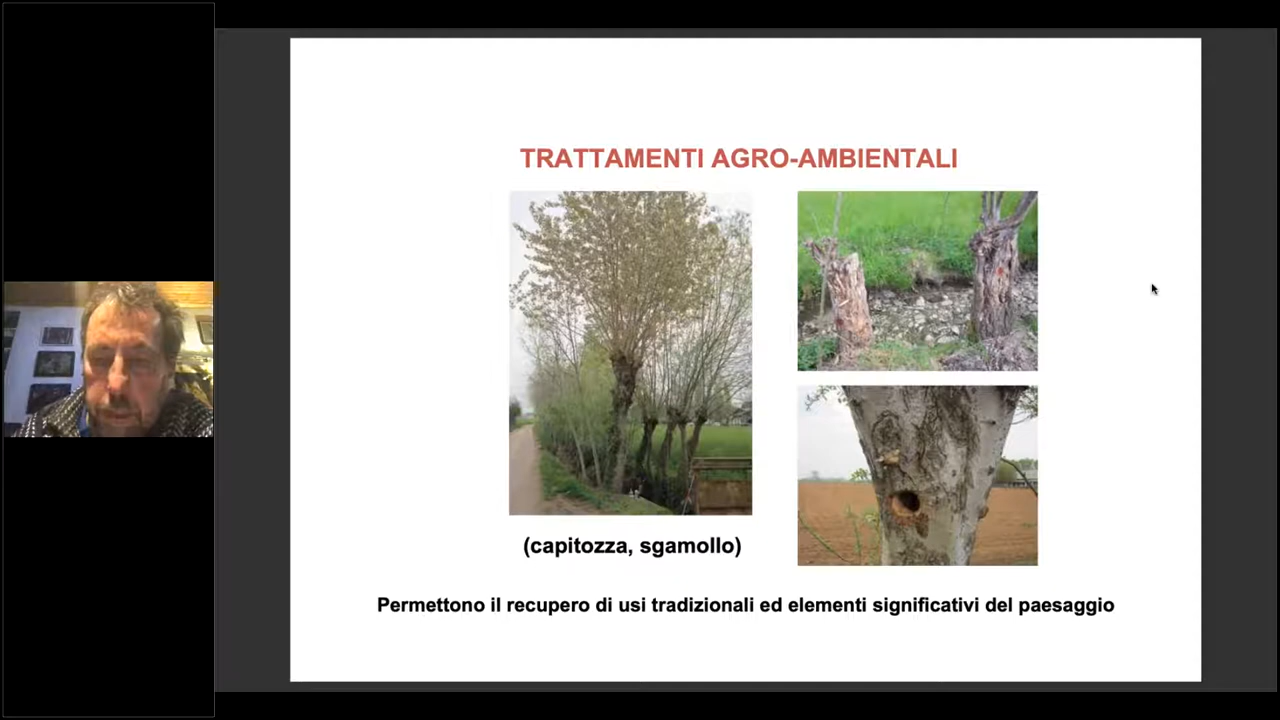 TRATTAMENTI AGRO-AMBIENTALI
(capitozza, sgamollo)
Permettono il recupero di usi tradizionali ed elementi significativi del paesaggio